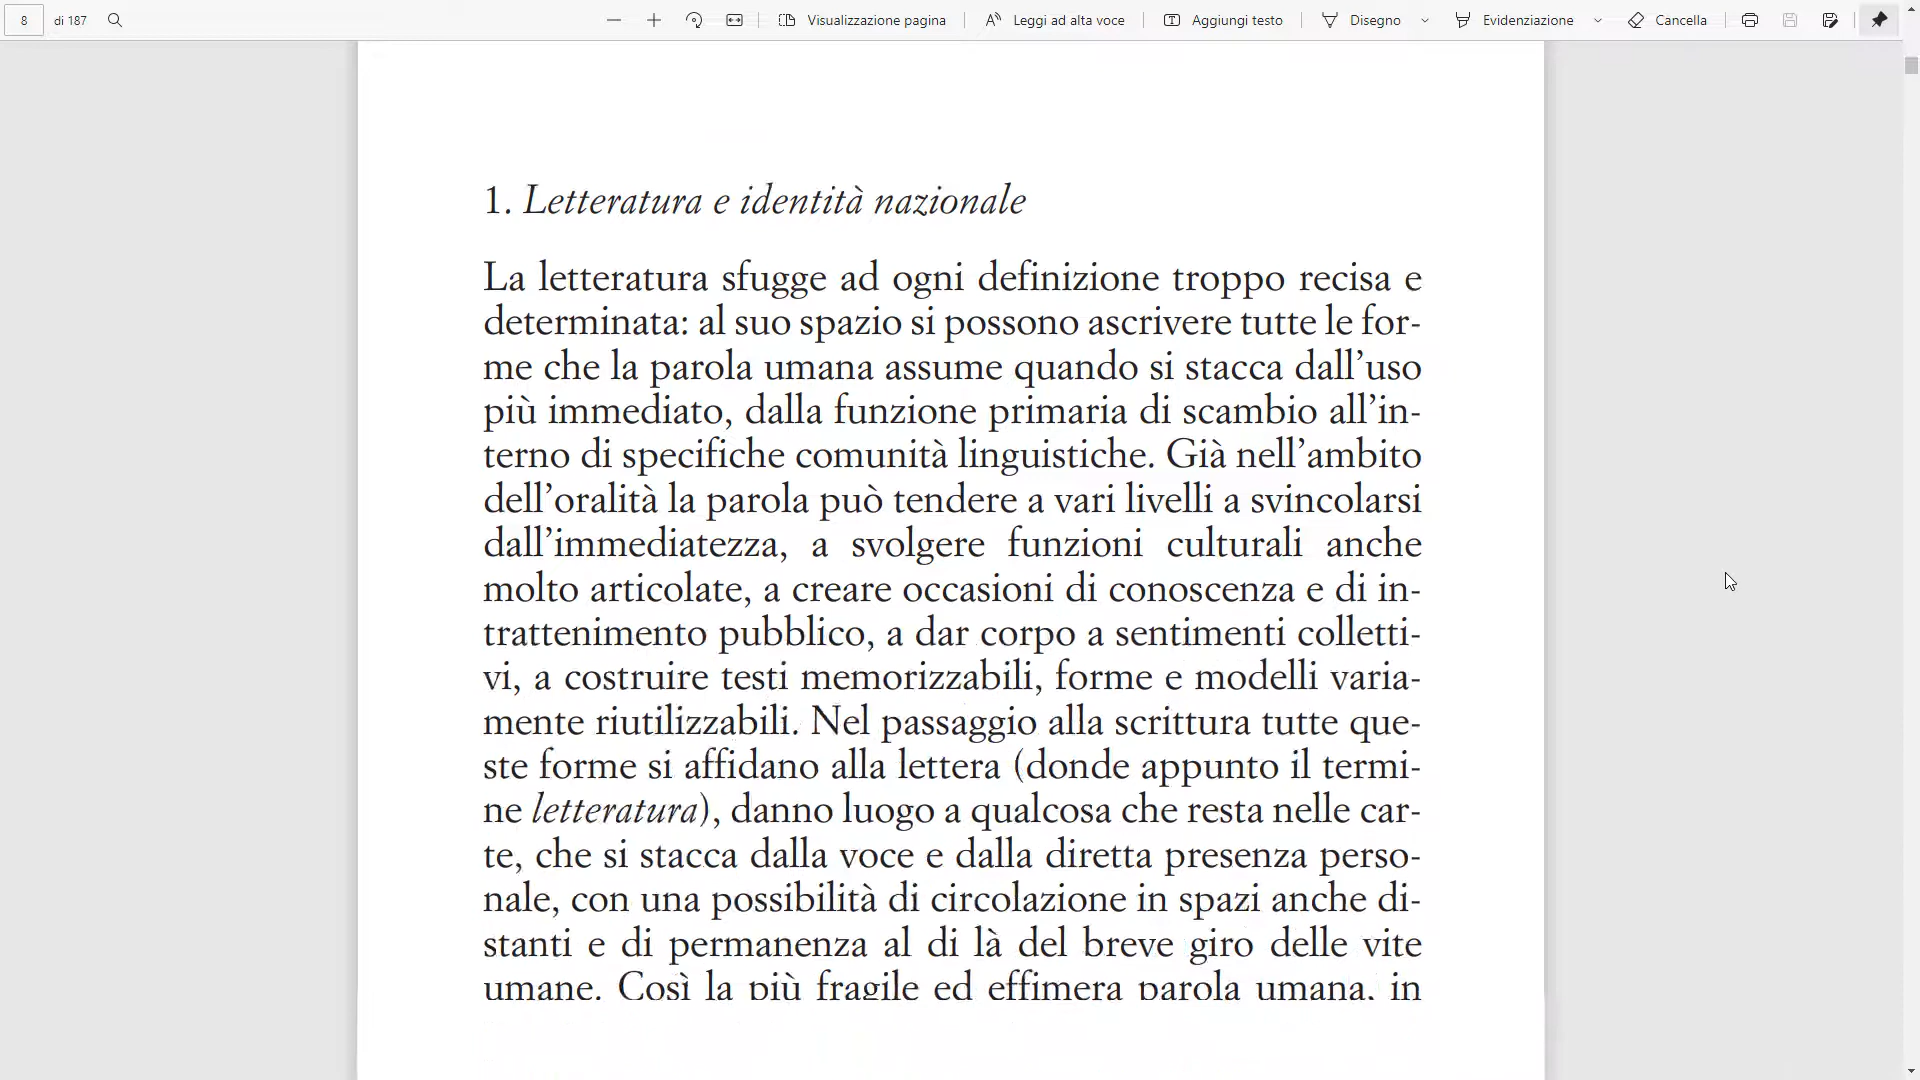 8 di 187 Visualizzazione pagina Leggi ad alta voce Aggiungi testo Disegno Evidenziazione Cancella
1. Letteratura e identità nazionale
La letteratura sfugge ad ogni definizione troppo recisa e
determinata: al suo spazio si possono ascrivere tutte le for-
me che la parola umana assume quando si stacca dall’uso
più immediato, dalla funzione primaria di scambio all’in-
terno di specifiche comunità linguistiche. Già nell’ambito
dell’oralità la parola può tendere a vari livelli a svincolarsi
dall’immediatezza, a svolgere funzioni culturali anche
molto articolate, a creare occasioni di conoscenza e di in-
trattenimento pubblico, a dar corpo a sentimenti colletti-
vi, a costruire testi memorizzabili, forme e modelli varia-
mente riutilizzabili. Nel passaggio alla scrittura tutte que-
ste forme si affidano alla lettera (donde appunto il termi-
ne letteratura), danno luogo a qualcosa che resta nelle car-
te, che si stacca dalla voce e dalla diretta presenza perso-
nale, con una possibilità di circolazione in spazi anche di-
stanti e di permanenza al di là del breve giro delle vite
umane. Così la più fragile ed effimera parola umana, in